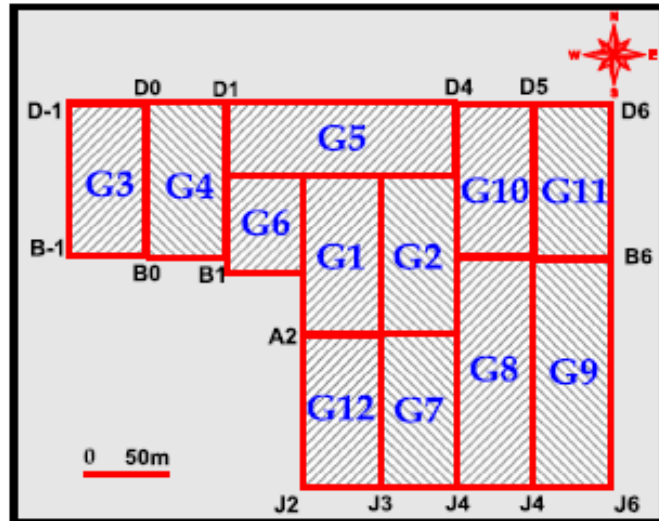 N
W E
S
D0 D1 D4 D5
D-1 D6
G5
G3 G4 G10 G11
G6
G1 G2
B-1 B6
B0 B1
A2
G8 G9
G12 G7
0 50m
J2 J3 J4 J4 J6